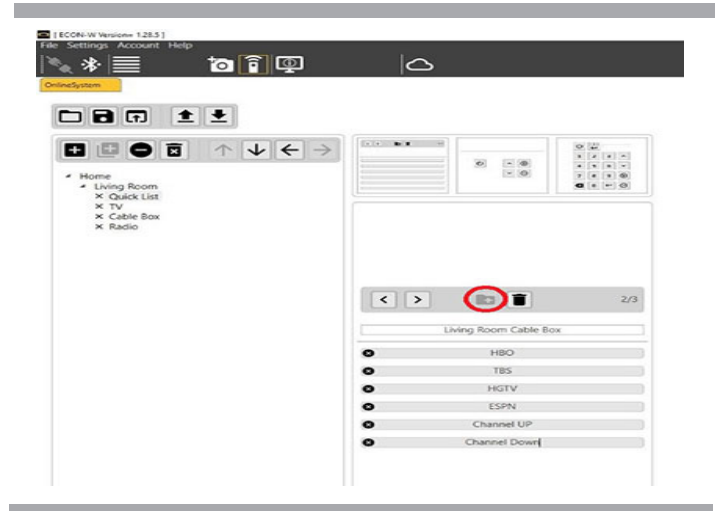 [ ECON-W Version= 1.28.5 ]
File Settings Account Help
OnlineSystem
Home
Living Room
Quick List
TV
Cable Box
Radio
2/3
Living Room Cable Box
HBO
TBS
HGTV
ESPN
Channel UP
Channel Down